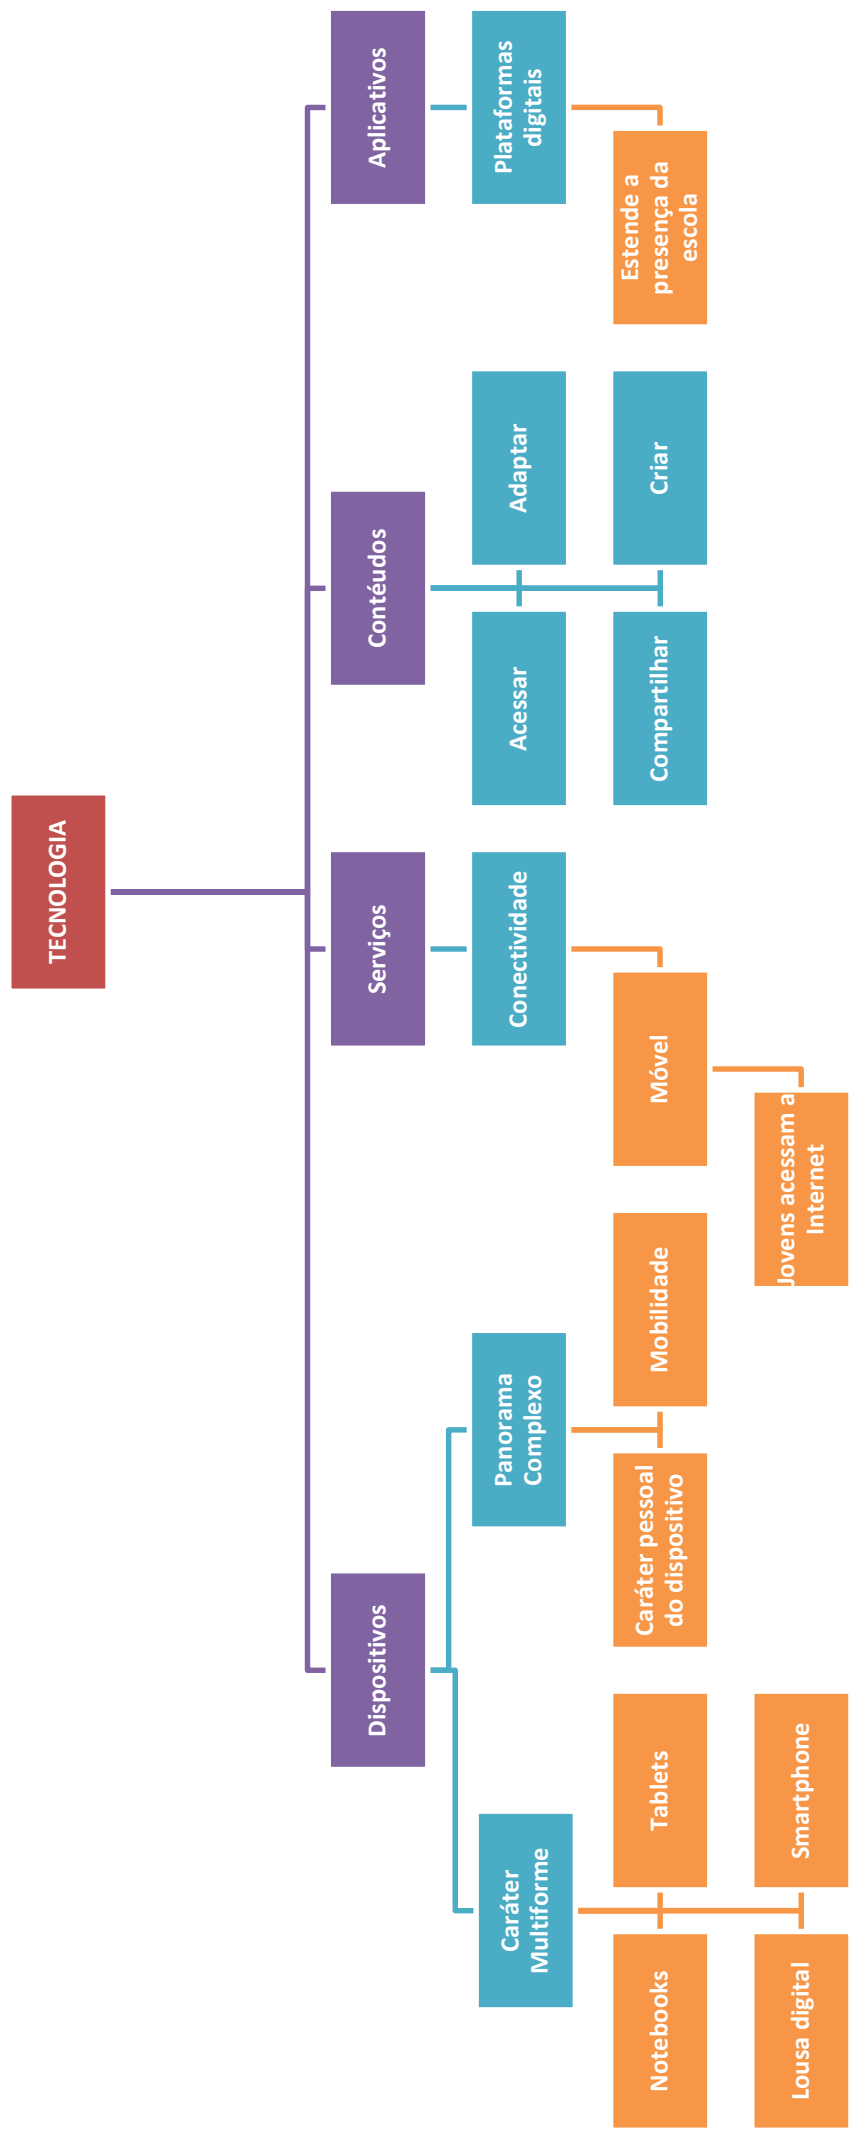 TECNOLOGIA
Dispositivos
Serviços
Contéudos
Aplicativos
Caráter
Multiforme
Panorama
Complexo
Conectividade
Acessar
Adaptar
Plataformas
digitais
Notebooks
Tablets
Caráter pessoal
do dispositivo
Mobilidade
Móvel
Compartilhar
Criar
Estende a
presença da
escola
Lousa digital
Smartphone
Jovens acessam a
Internet